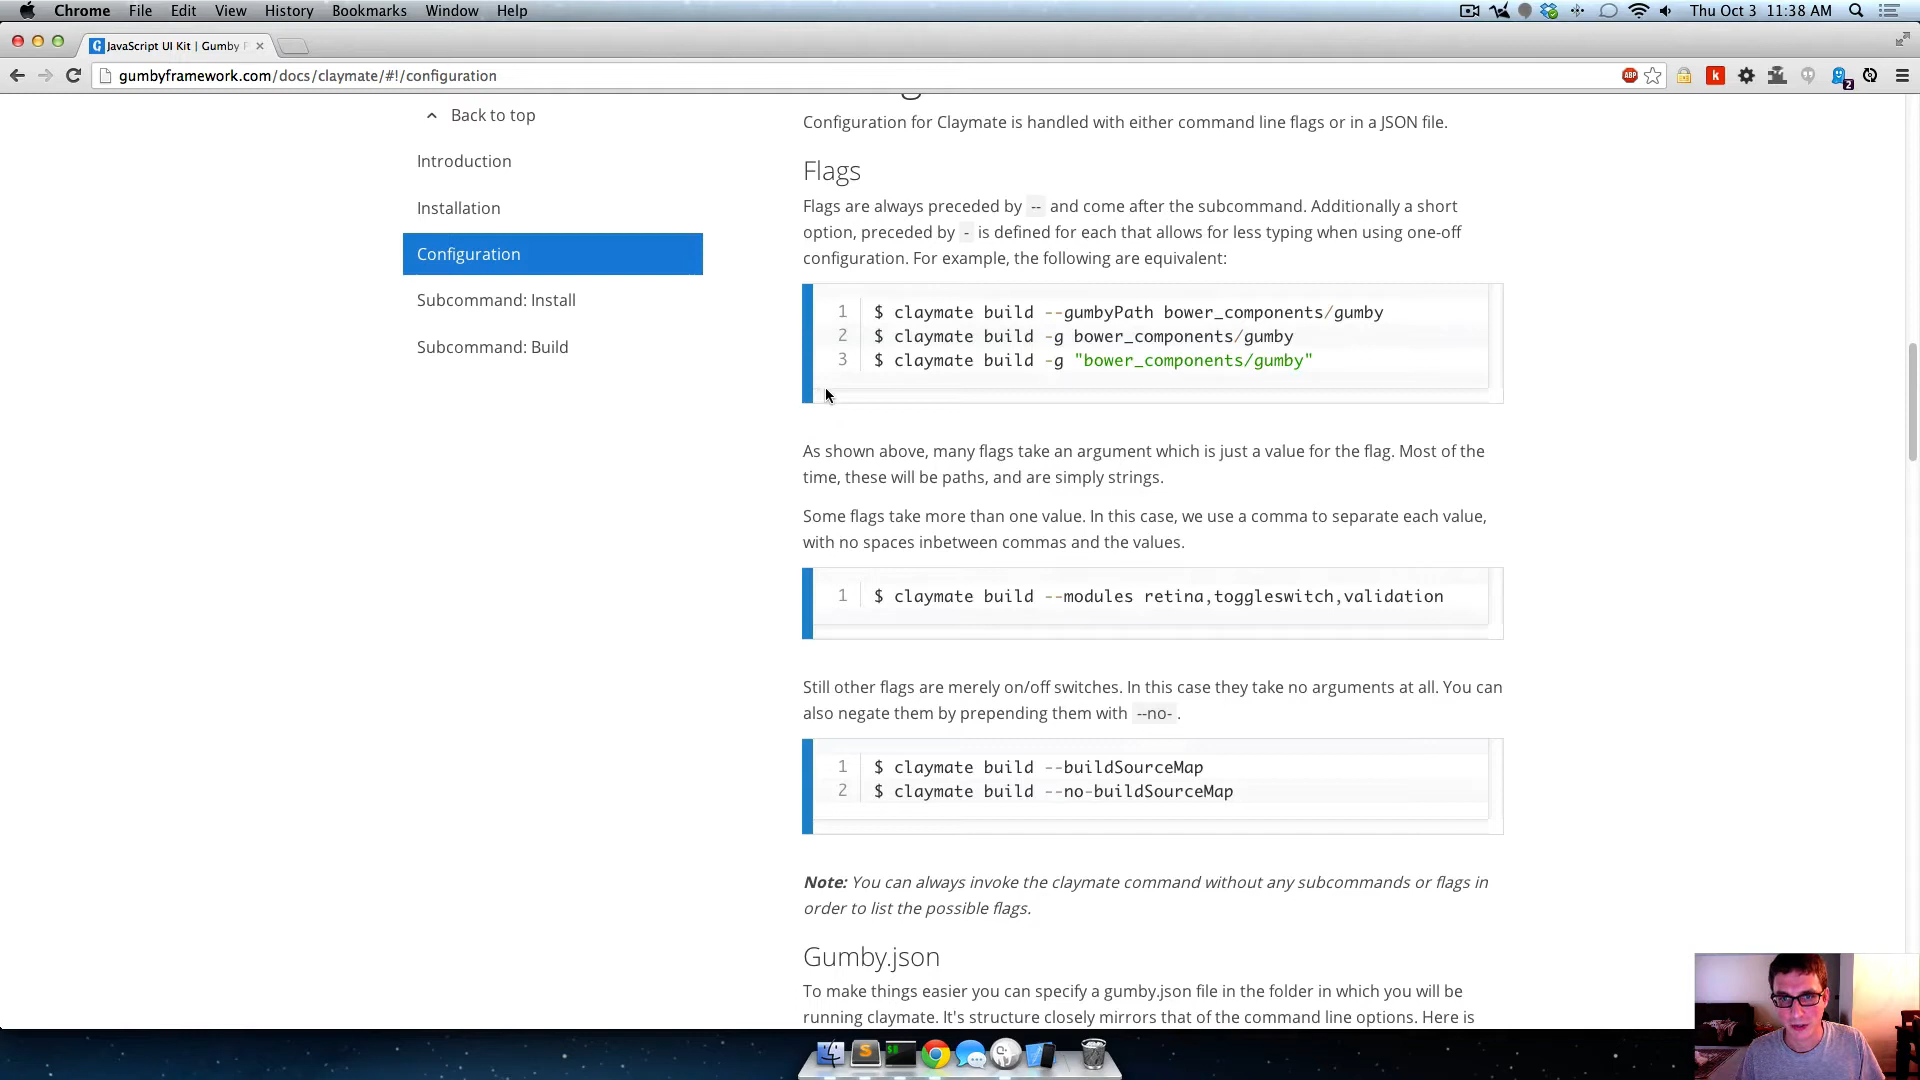 Chrome File Edit View History Bookmarks Window Help Thu Oct 3 11:38 AM
JavaScript UI Kit | Gumby
gumbyframework.com/docs/claymate/#!/configuration
ABP
k
2
Back to top
Introduction
Installation
Configuration
Subcommand: Install
Subcommand: Build
Configuration for Claymate is handled with either command line flags or in a JSON file.
Flags
Flags are always preceded by -- and come after the subcommand. Additionally a short
option, preceded by - is defined for each that allows for less typing when using one-off
configuration. For example, the following are equivalent:
1 $ claymate build --gumbyPath bower_components/gumby
2 $ claymate build -g bower_components/gumby
3 $ claymate build -g "bower_components/gumby"
As shown above, many flags take an argument which is just a value for the flag. Most of the
time, these will be paths, and are simply strings.
Some flags take more than one value. In this case, we use a comma to separate each value,
with no spaces inbetween commas and the values.
1 $ claymate build --modules retina,toggleswitch,validation
Still other flags are merely on/off switches. In this case they take no arguments at all. You can
also negate them by prepending them with --no- .
1 $ claymate build --buildSourceMap
2 $ claymate build --no-buildSourceMap
Note: You can always invoke the claymate command without any subcommands or flags in
order to list the possible flags.
Gumby.json
To make things easier you can specify a gumby.json file in the folder in which you will be
running claymate. It's structure closely mirrors that of the command line options. Here is